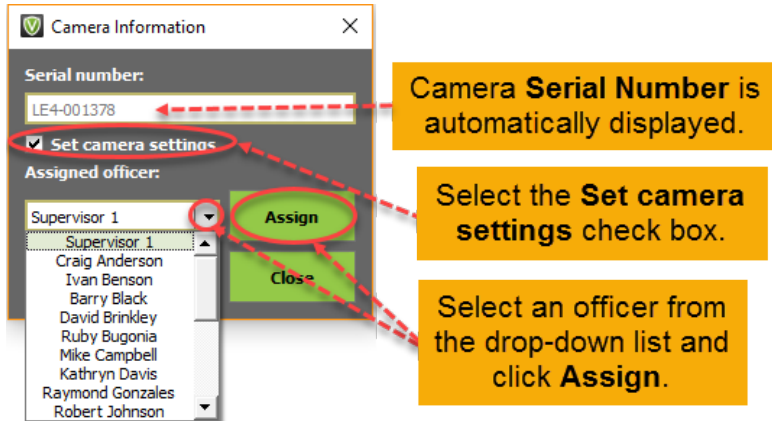 Camera Information
Serial number:
LE4-001378
Set camera settings
Assigned officer:
Supervisor 1
Assign
Supervisor 1
Craig Anderson
Ivan Benson
Barry Black
David Brinkley
Ruby Bugonia
Mike Campbell
Kathryn Davis
Raymond Gonzales
Robert Johnson
Close
Camera Serial Number is
automatically displayed.
Select the Set camera
settings check box.
Select an officer from
the drop-down list and
click Assign.